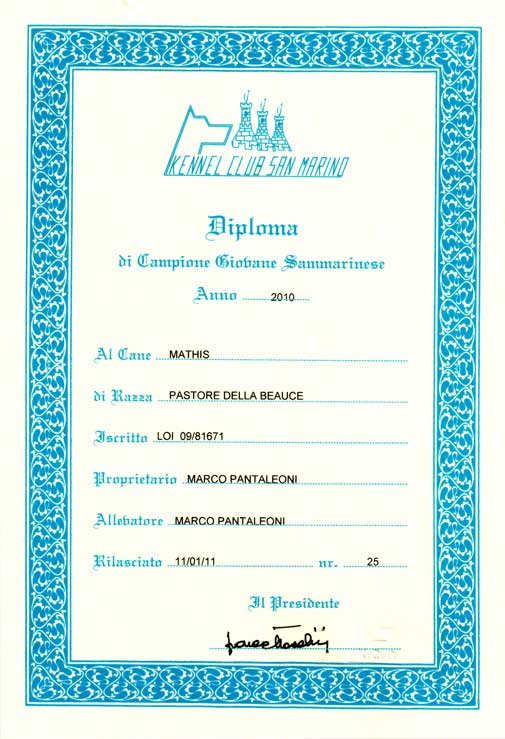 KENNEL CLUB SAN MARINO
Diploma
di Campione Giovane Sammarinese
Anno 2010
Al Cane MATHIS
di Razza PASTORE DELLA BEAUCE
Iscritto LOI 09/81671
Proprietario MARCO PANTALEONI
Allevatore MARCO PANTALEONI
Rilasciato 11/01/11 nr. 25
Il Presidente